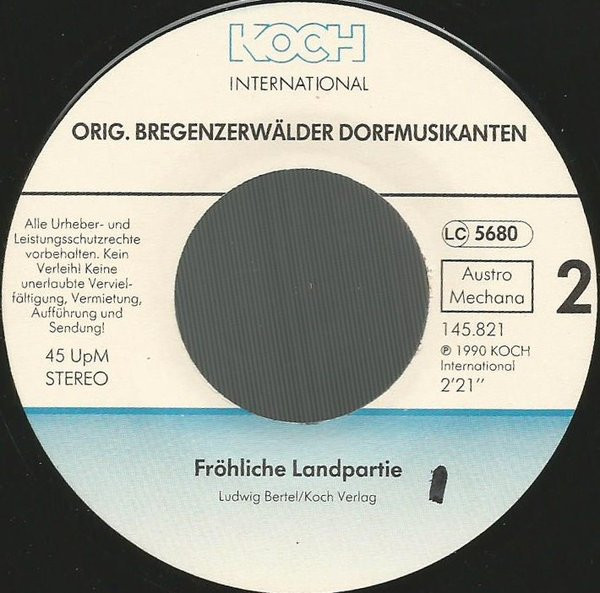 KOCH
INTERNATIONAL
ORIG. BREGENZERWÄLDER DORFMUSIKANTEN
Alle Urheber- und
Leistungsschutzrechte
vorbehalten. Kein
Verleih! Keine
unerlaubte Verviel-
fältigung, Vermietung,
Aufführung und
Sendung!
45 UpM
STEREO
LC 5680
Austro
Mechana
2
145.821
℗ 1990 KOCH
International
2'21"
Fröhliche Landpartie
Ludwig Bertel/Koch Verlag